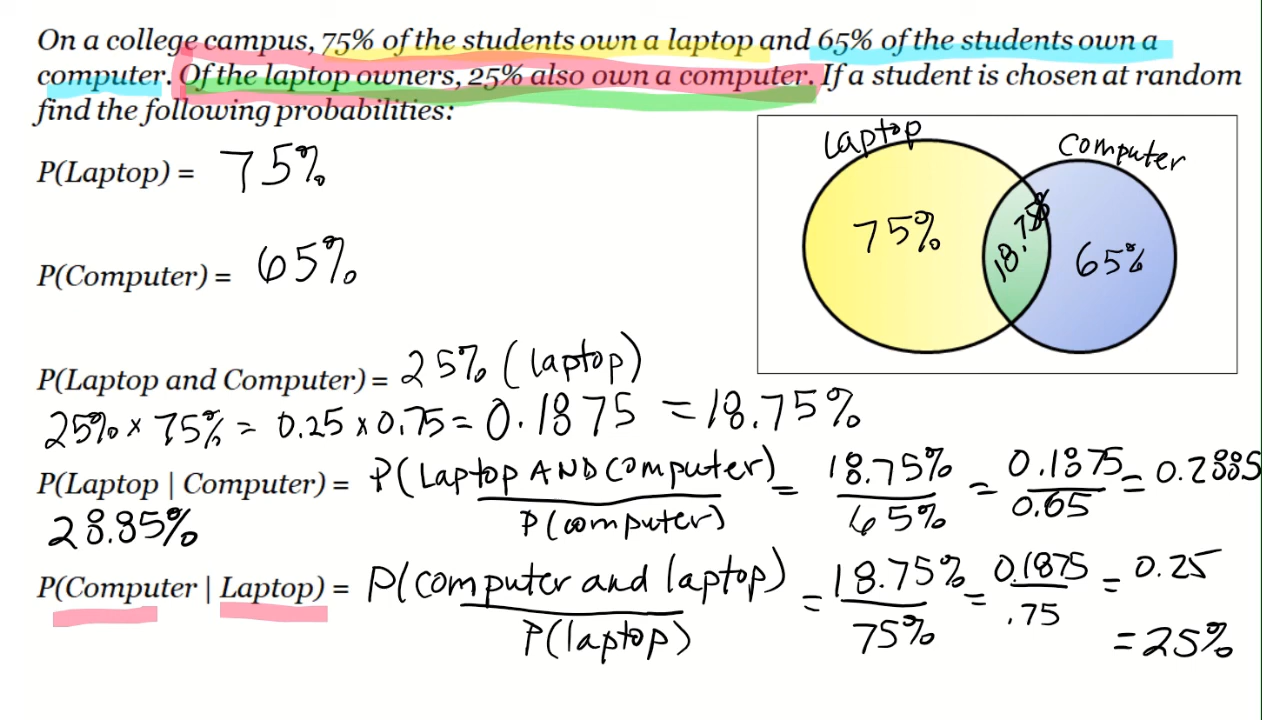 On a college campus, 75% of the students own a laptop and 65% of the students own a
computer. Of the laptop owners, 25% also own a computer. If a student is chosen at random
find the following probabilities:
Laptop
Computer
75%
18.75%
65%
P(Laptop) = 75%
P(Computer) = 65%
P(Laptop and Computer) = 25% (laptop)
25% x 75% = 0.25 x 0.75 = 0.1875 = 18.75%
P(Laptop | Computer) = P(Laptop AND Computer) / P(computer) = 18.75% / 65% = 0.1875 / 0.65 = 0.2885
28.85%
P(Computer | Laptop) = P(computer and laptop) / P(laptop) = 18.75% / 75% = 0.1875 / .75 = 0.25
= 25%